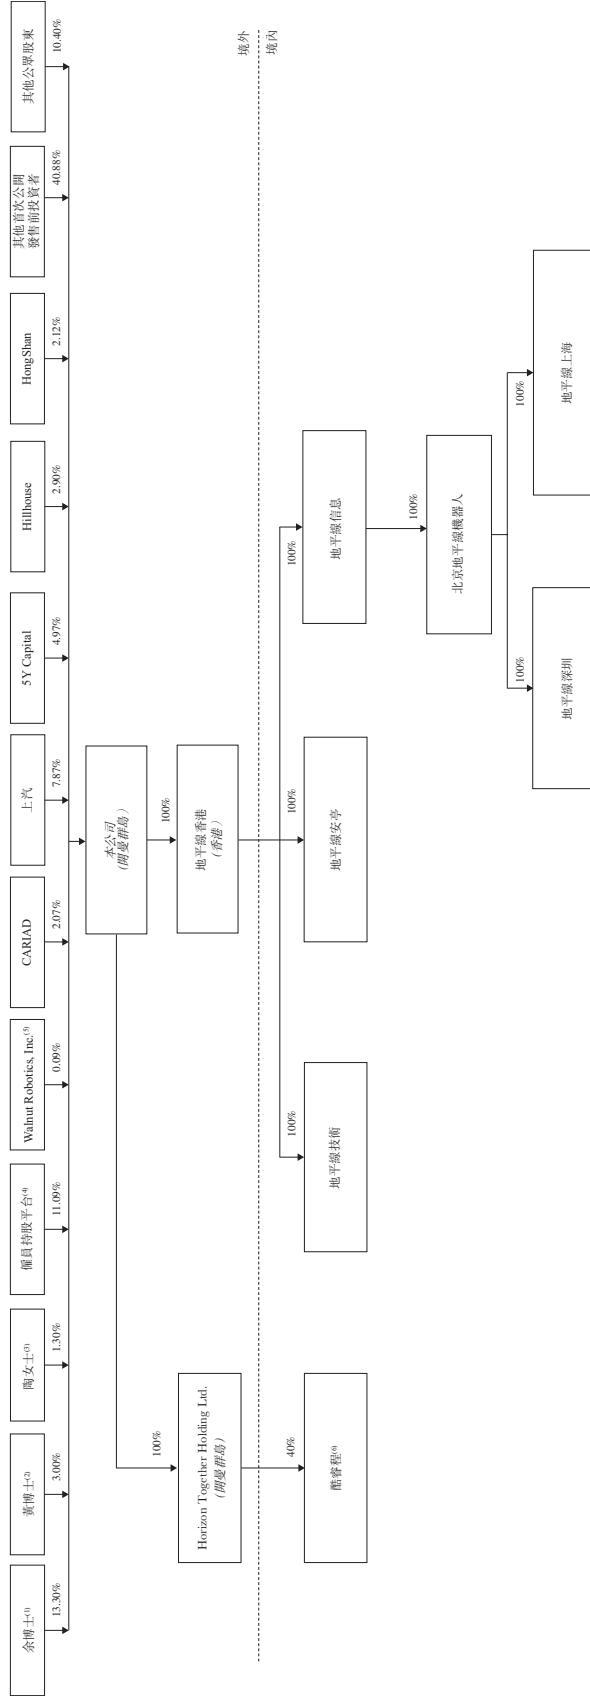 余博士(1)
13.30%
黃博士(2)
3.00%
陶女士(3)
1.30%
僱員持股平台(4)
11.09%
Walnut Robotics, Inc.(5)
0.09%
CARIAD
2.07%
上汽
7.87%
5Y Capital
4.97%
Hillhouse
2.90%
HongShan
2.12%
其他首次公開
發售前投資者
40.88%
其他公眾股東
10.40%
本公司
(開曼群島)
100%
100%
Horizon Together Holding Ltd.
(開曼群島)
地平線香港
(香港)
境外
境內
40%
100%
100%
100%
酷睿程(6)
地平線技術
地平線安亭
地平線信息
100%
北京地平線機器人
100%
100%
地平線深圳
地平線上海